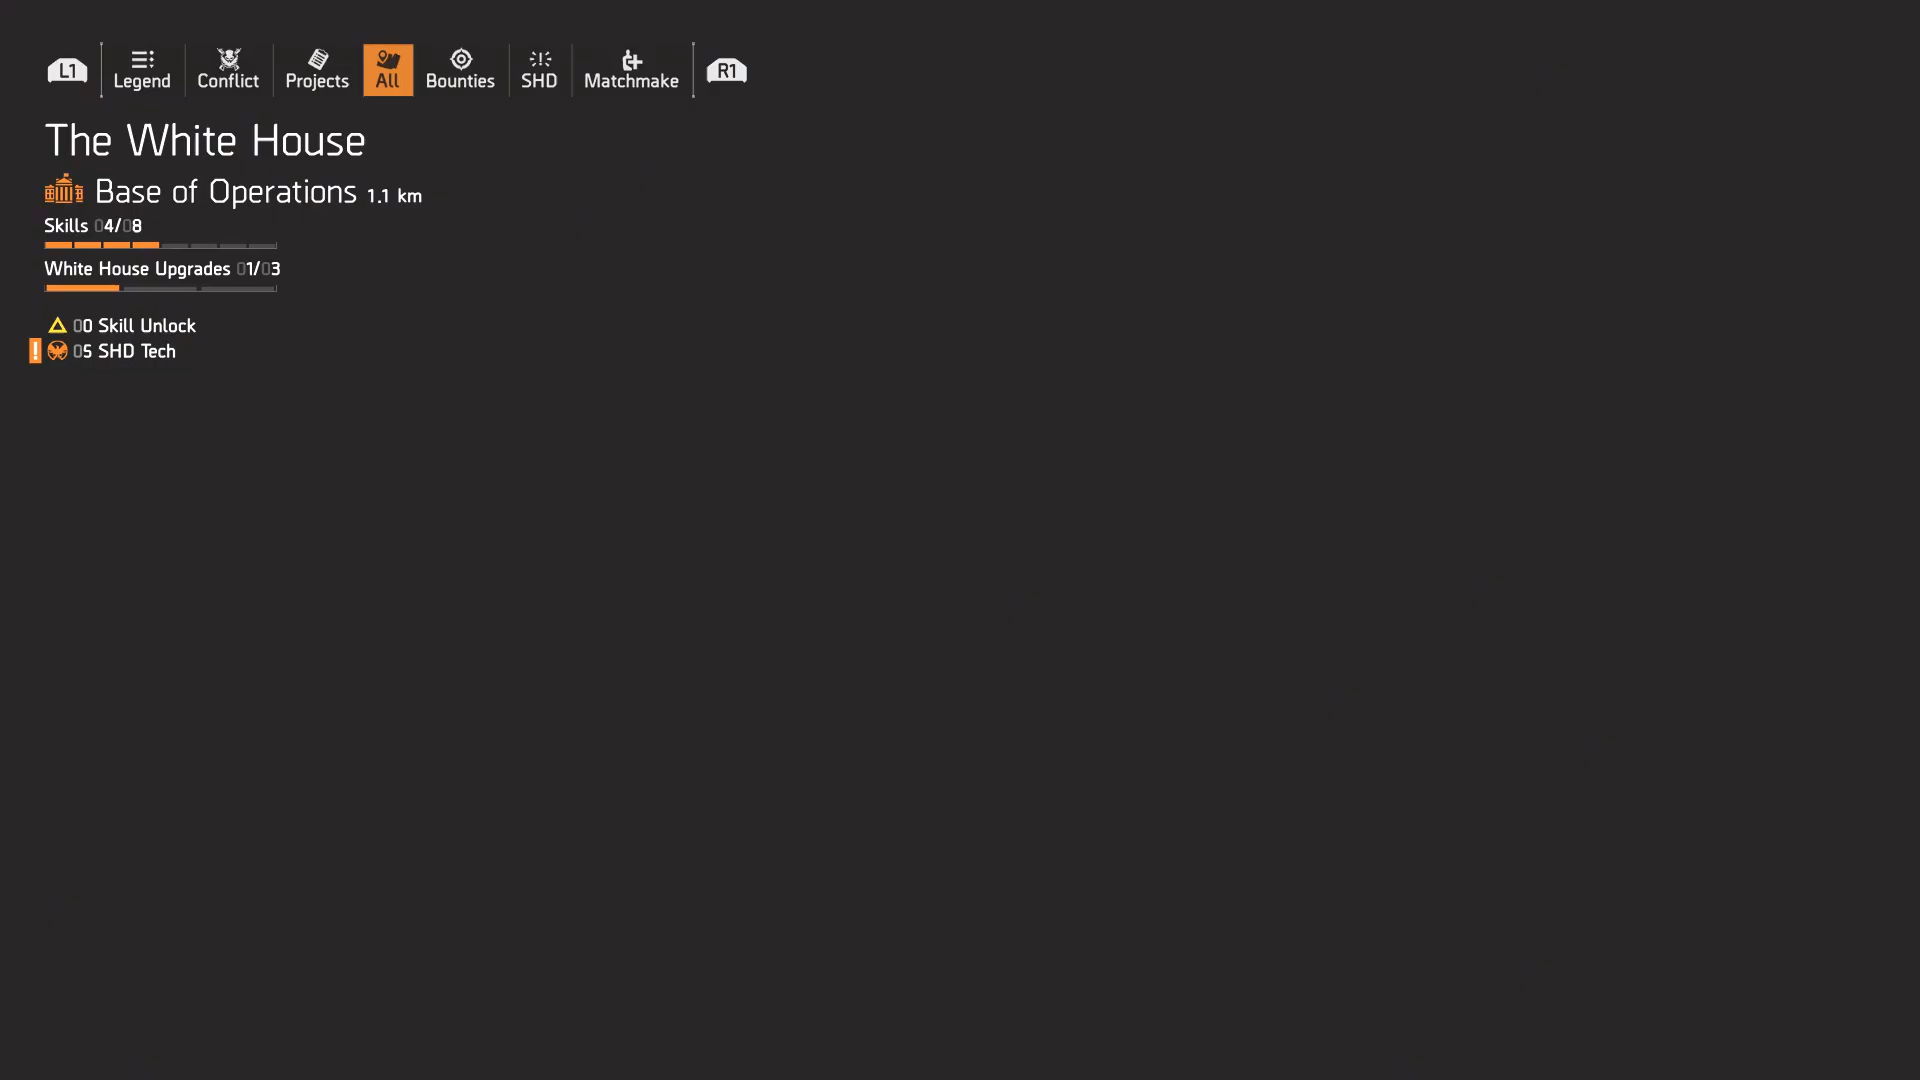 L1 Legend Conflict Projects All Bounties SHD Matchmake R1
The White House
Base of Operations 1.1 km
Skills 04/08
White House Upgrades 01/03
00 Skill Unlock
! 05 SHD Tech